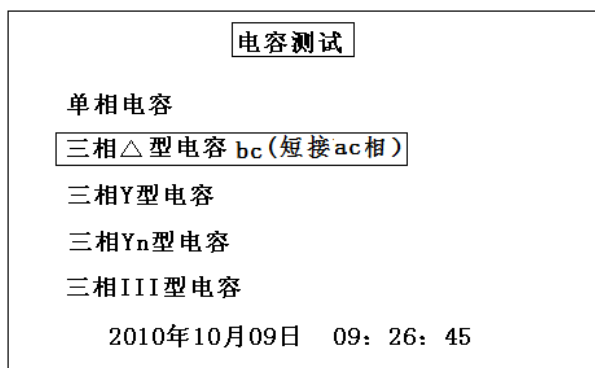 电容测试
单相电容
三相△型电容 bc(短接ac相)
三相Y型电容
三相Yn型电容
三相III型电容
2010年10月09日 09: 26: 45